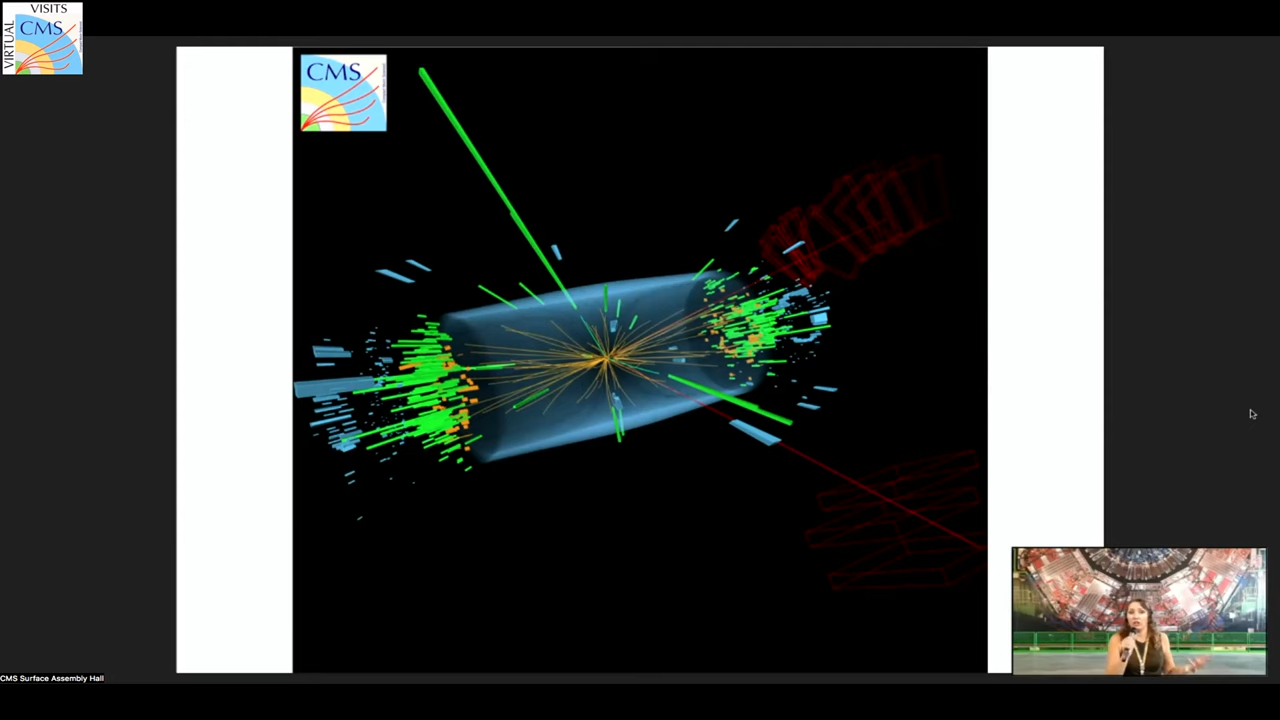 VISITS
VIRTUAL
CMS
CMS
CMS Surface Assembly Hall